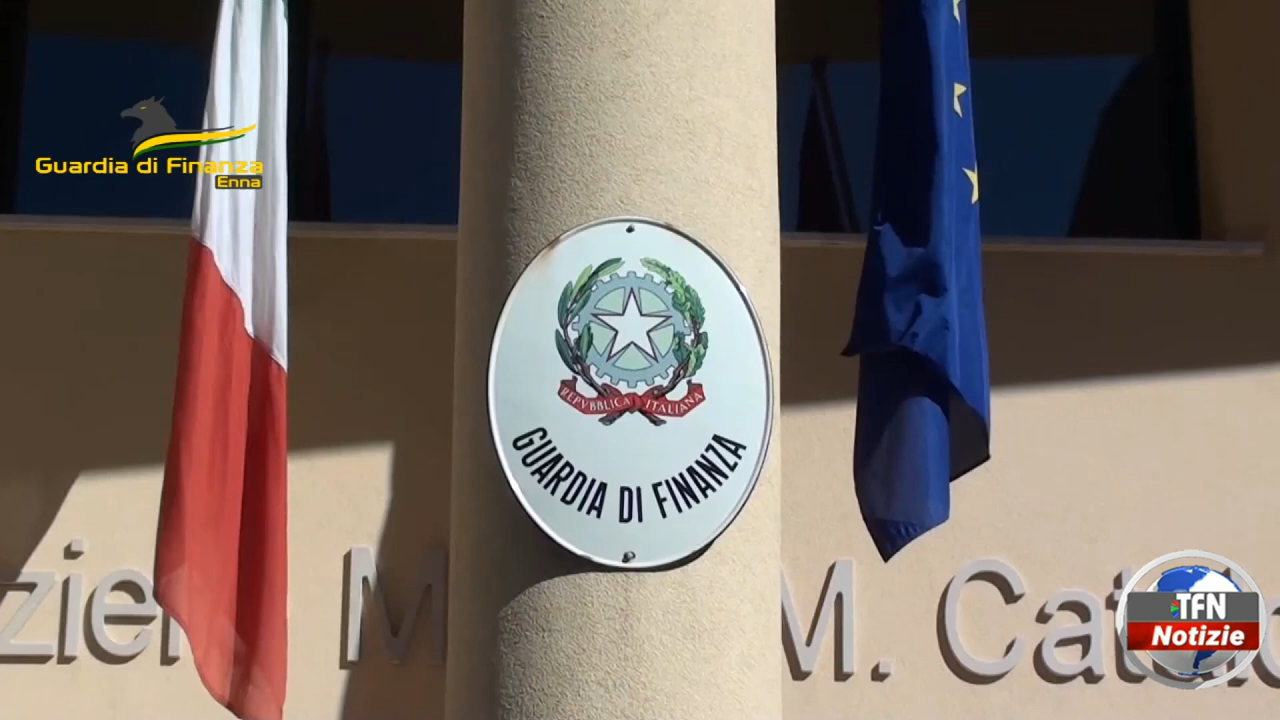 Guardia di Finanza
Enna
REPVBBLICA ITALIANA
GUARDIA DI FINANZA
M. C
TFN
Notizie